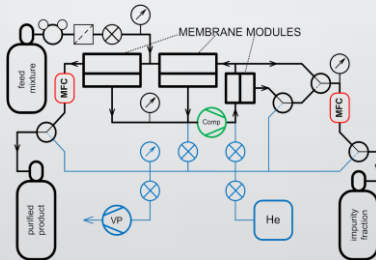 MEMBRANE MODULES
feed
mixture
MFC
Comp
MFC
purified
product
VP
He
impurity
fraction